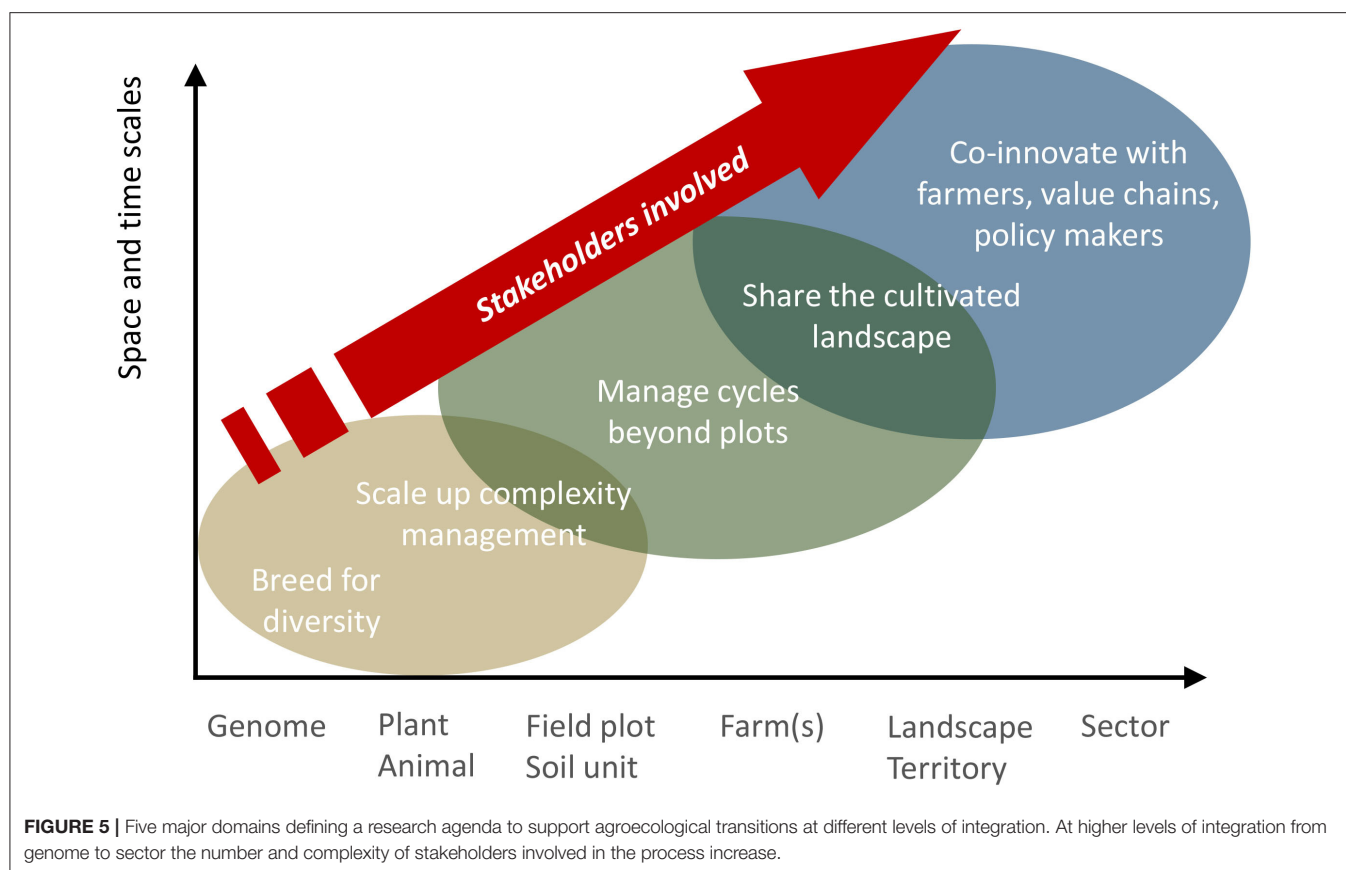 Space and time scales
Stakeholders involved
Co-innovate with
farmers, value chains,
policy makers
Share the cultivated
landscape
Manage cycles
beyond plots
Scale up complexity
management
Breed for
diversity
Genome
Plant
Animal
Field plot
Soil unit
Farm(s)
Landscape
Territory
Sector
FIGURE 5 | Five major domains defining a research agenda to support agroecological transitions at different levels of integration. At higher levels of integration from
genome to sector the number and complexity of stakeholders involved in the process increase.